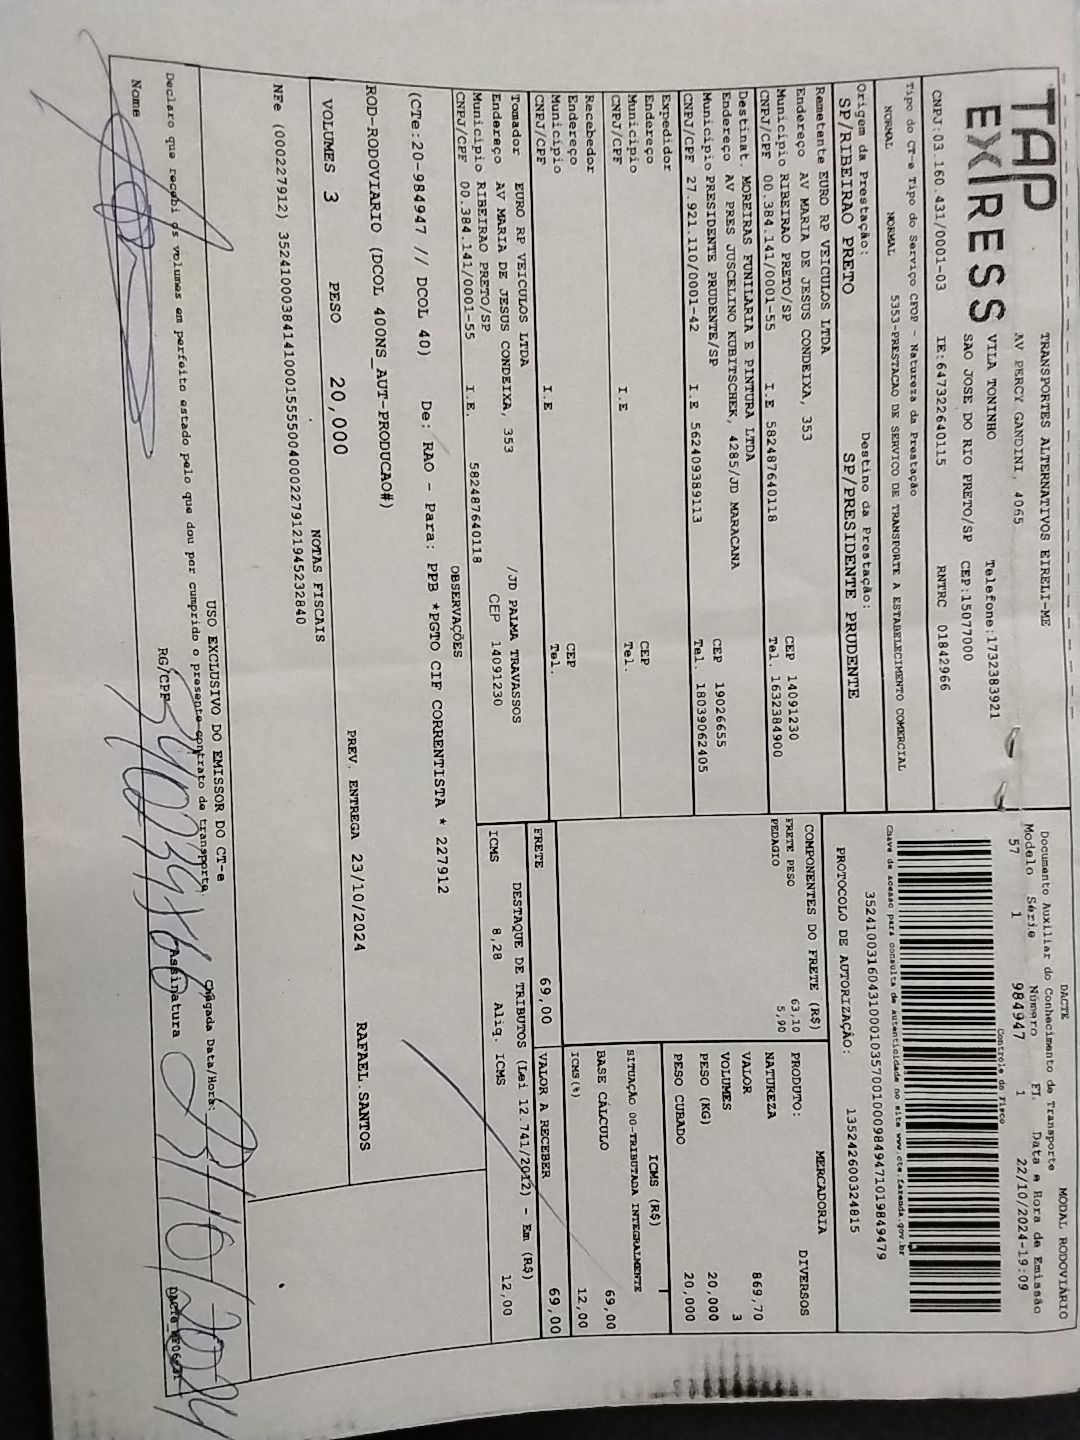 TAP
EXPRESS
TRANSPORTES ALTERNATIVOS EIRELI-ME
AV PERCY GANDINI, 4065
VILA TONINHO Telefone:1732383921
SAO JOSE DO RIO PRETO/SP CEP:15077000
CNPJ:03.160.431/0001-03 IE:647322640115 RNTRC 01842966
Tipo do CT-e Tipo do Serviço CFOP - Natureza da Prestação
NORMAL NORMAL 5353-PRESTACAO DE SERVICO DE TRANSPORTE A ESTABELECIMENTO COMERCIAL
Origem da Prestação: Destino da Prestação:
SP/RIBEIRAO PRETO SP/PRESIDENTE PRUDENTE
DACTE MODAL RODOVIÁRIO
Documento Auxiliar do Conhecimento de Transporte
Modelo Série Número Fl. Data e Hora de Emissão
57 1 984947 1 22/10/2024-19:09
Controle do Fisco
Chave de acesso para consulta de autenticidade no site www.cte.fazenda.gov.br
35241003160431000103570010009849471019849479
PROTOCOLO DE AUTORIZAÇÃO: 135242600324815
Remetente EURO RP VEICULOS LTDA
Endereço AV MARIA DE JESUS CONDEIXA, 353
Município RIBEIRAO PRETO/SP CEP 14091230
CNPJ/CPF 00.384.141/0001-55 I.E 582487640118 Tel. 1632384900
Destinat. MOREIRAS FUNILARIA E PINTURA LTDA
Endereço AV PRES JUSCELINO KUBITSCHEK, 4285/JD MARACANA
Município PRESIDENTE PRUDENTE/SP CEP 19026655
CNPJ/CPF 27.921.110/0001-42 I.E 562409389113 Tel. 18039062405
Expedidor
Endereço
Município CEP
CNPJ/CPF I.E Tel.
Recebedor
Endereço
Município CEP
CNPJ/CPF I.E Tel.
Tomador EURO RP VEICULOS LTDA
Endereço AV MARIA DE JESUS CONDEIXA, 353 /JD PALMA TRAVASSOS
Município RIBEIRAO PRETO/SP CEP 14091230
CNPJ/CPF 00.384.141/0001-55 I.E. 582487640118
COMPONENTES DO FRETE (R$)
FRETE PESO 63,10
PEDAGIO 5,90
FRETE 69,00
MERCADORIA
PRODUTO: DIVERSOS
NATUREZA
VALOR 869,70
VOLUMES 3
PESO (KG) 20,000
PESO CUBADO 20,000
ICMS (R$)
SITUAÇÃO 00-TRIBUTADA INTEGRALMENTE
BASE CÁLCULO 69,00
ICMS(%) 12,00
VALOR A RECEBER 69,00
DESTAQUE DE TRIBUTOS (Lei 12.741/2012) - Em (R$)
ICMS 8,28 Aliq. ICMS 12,00
OBSERVAÇÕES
(CTe:20-984947 // DCOL 40) De: RAO - Para: PPB *PGTO CIF CORRENTISTA * 227912
ROD-RODOVIARIO (DCOL 400NS_AUT-PRODUCAO#)
VOLUMES 3 PESO 20,000 PREV. ENTREGA 23/10/2024 RAFAEL.SANTOS
NOTAS FISCAIS
NFe (000227912) 35241000384141000155550040002279121945232840
USO EXCLUSIVO DO EMISSOR DO CT-e
Declaro que recebi os volumes em perfeito estado pelo que dou por cumprido o presente contrato de transporte.
Chegada Data/Hora:
Nome RG/CPF Assinatura